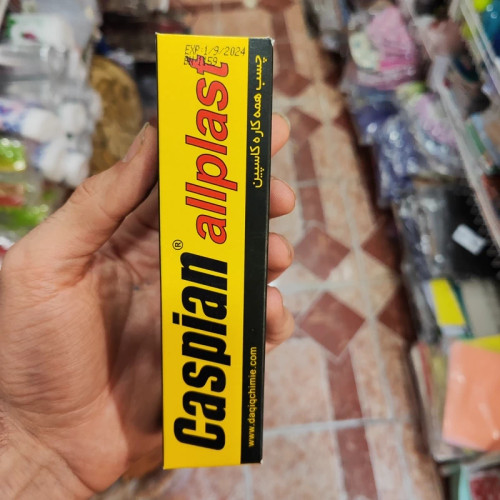 EXP 1/9/2024
Caspian®
allplast
چسب همه کاره کاسپین
www.daqiqchimie.com